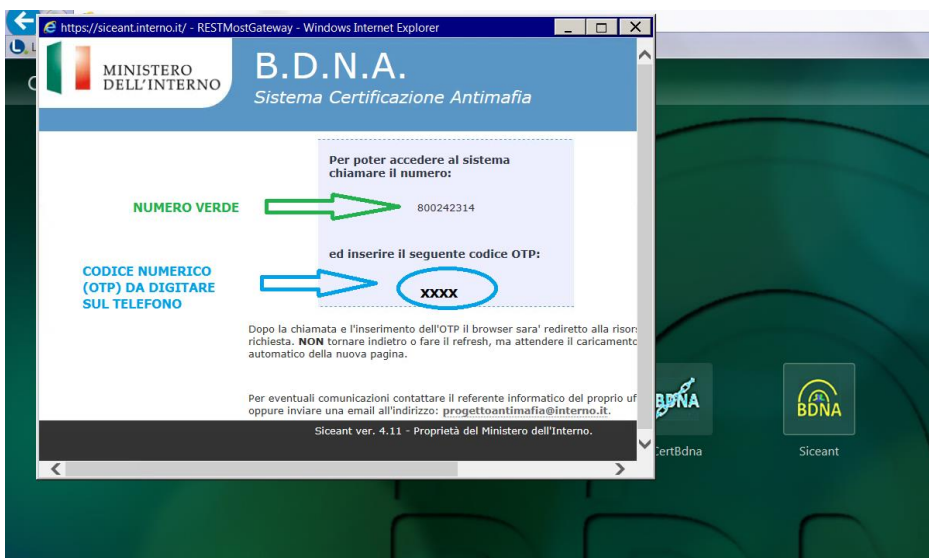 https://siceant.interno.it/ - RESTMostGateway - Windows Internet Explorer
MINISTERO
DELL'INTERNO
B.D.N.A.
Sistema Certificazione Antimafia
Per poter accedere al sistema
chiamare il numero:
NUMERO VERDE
800242314
ed inserire il seguente codice OTP:
CODICE NUMERICO
(OTP) DA DIGITARE
SUL TELEFONO
XXXX
Dopo la chiamata e l'inserimento dell'OTP il browser sara' rediretto alla risor
richiesta. NON tornare indietro o fare il refresh, ma attendere il caricamento
automatico della nuova pagina.
Per eventuali comunicazioni contattare il referente informatico del proprio uf
oppure inviare una email all'indirizzo: progettoantimafia@interno.it.
Siceant ver. 4.11 - Proprietà del Ministero dell'Interno.
BDNA
BDNA
CertBdna
Siceant